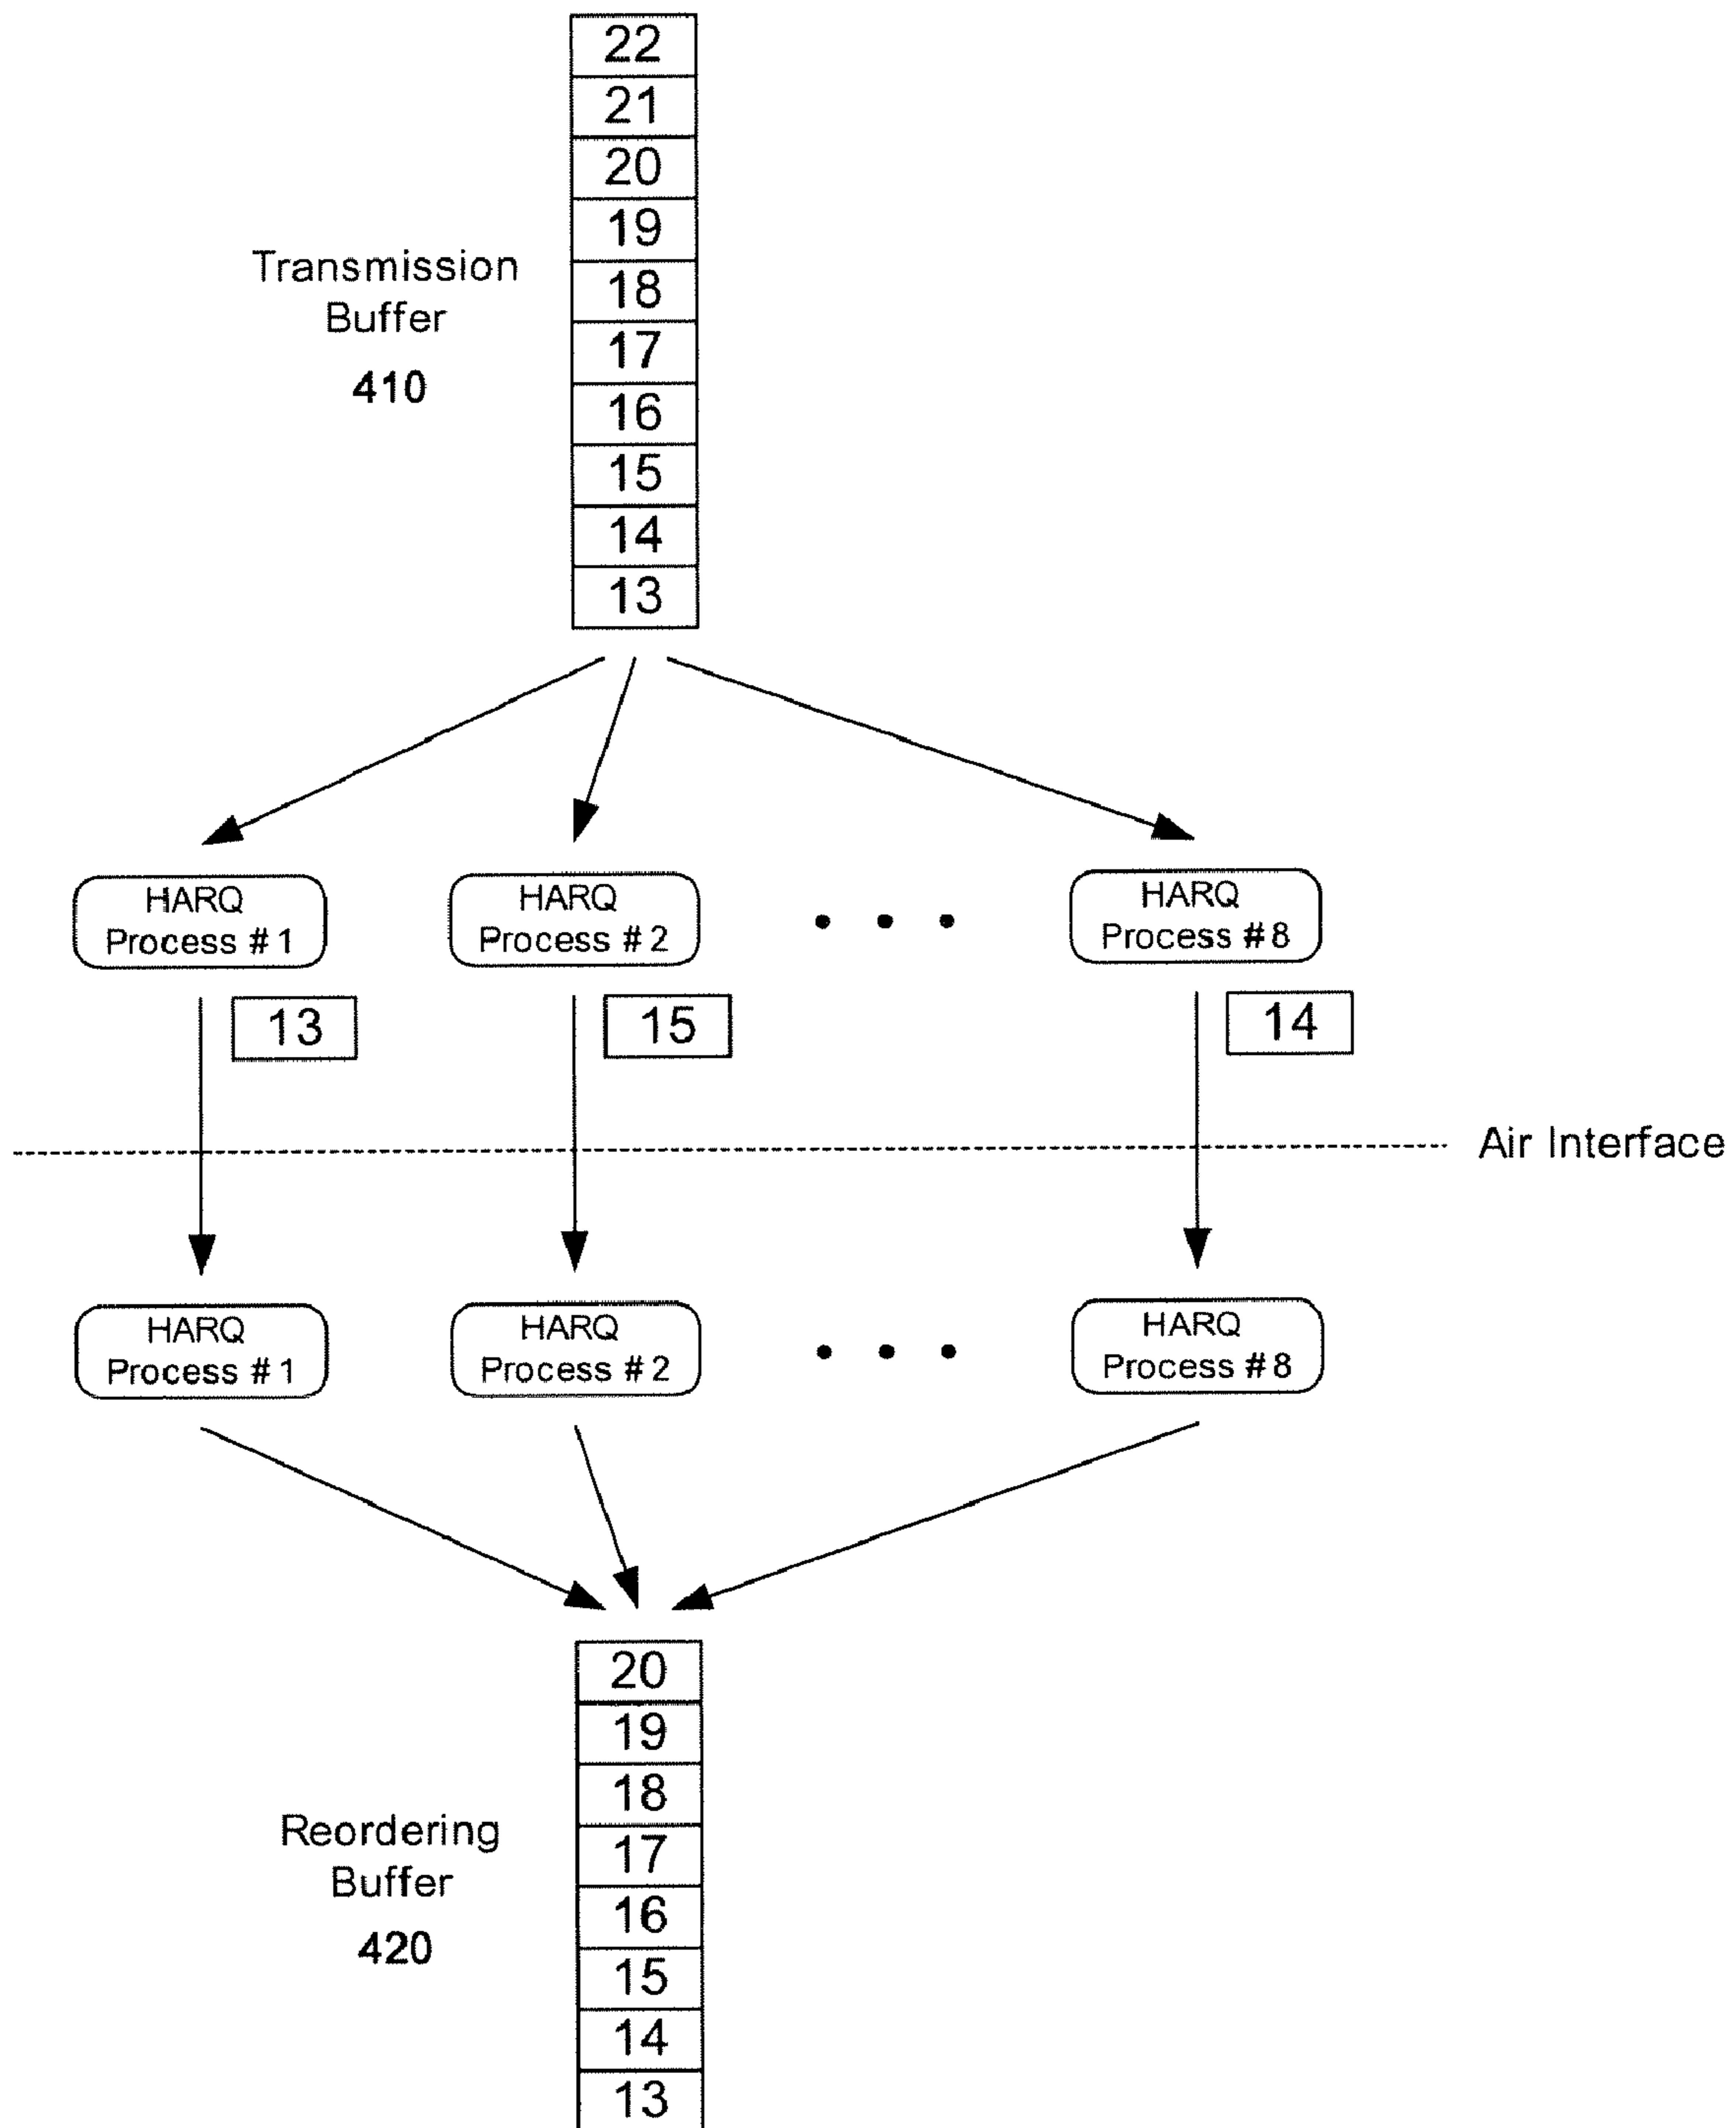 22
21
20
19
18
17
16
15
14
13
Transmission
Buffer
410
HARQ
Process # 1
HARQ
Process # 2
HARQ
Process # 8
13
15
14
Air Interface
HARQ
Process # 1
HARQ
Process # 2
HARQ
Process # 8
20
19
18
17
16
15
14
13
Reordering
Buffer
420